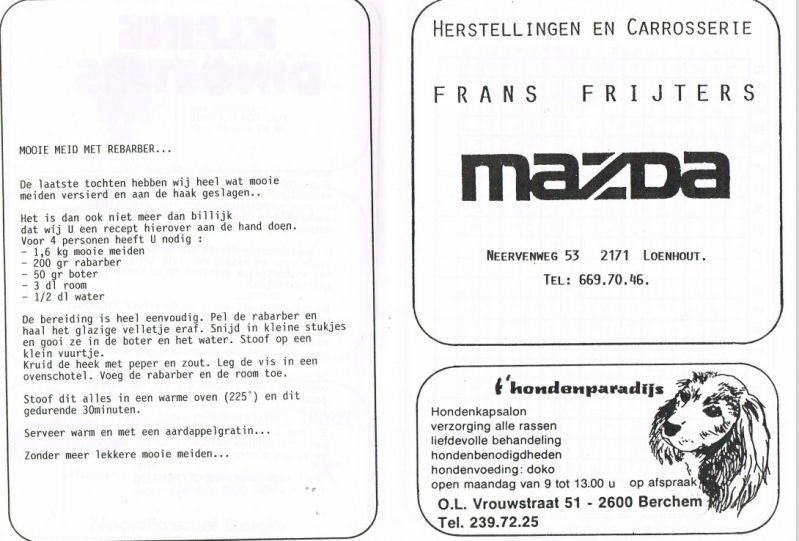 MOOIE MEID MET REBARBER...
De laatste tochten hebben wij heel wat mooie
meiden versierd en aan de haak geslagen..
Het is dan ook niet meer dan billijk
dat wij U een recept hierover aan de hand doen.
Voor 4 personen heeft U nodig :
- 1,6 kg mooie meiden
- 200 gr rabarber
- 50 gr boter
- 3 dl room
- 1/2 dl water
De bereiding is heel eenvoudig. Pel de rabarber en
haal het glazige velletje eraf. Snijd in kleine stukjes
en gooi ze in de boter en het water. Stoof op een
klein vuurtje.
Kruid de heek met peper en zout. Leg de vis in een
ovenschotel. Voeg de rabarber en de room toe.
Stoof dit alles in een warme oven (225°) en dit
gedurende 30minuten.
Serveer warm en met een aardappelgratin...
Zonder meer lekkere mooie meiden...
HERSTELLINGEN EN CARROSSERIE
FRANS FRIJTERS
mazda
NEERVENWEG 53 2171 LOENHOUT.
TEL: 669.70.46.
t'hondenparadijs
Hondenkapsalon
verzorging alle rassen
liefdevolle behandeling
hondenbenodigdheden
hondenvoeding: doko
open maandag van 9 tot 13.00 u op afspraak
O.L. Vrouwstraat 51 - 2600 Berchem
Tel. 239.72.25